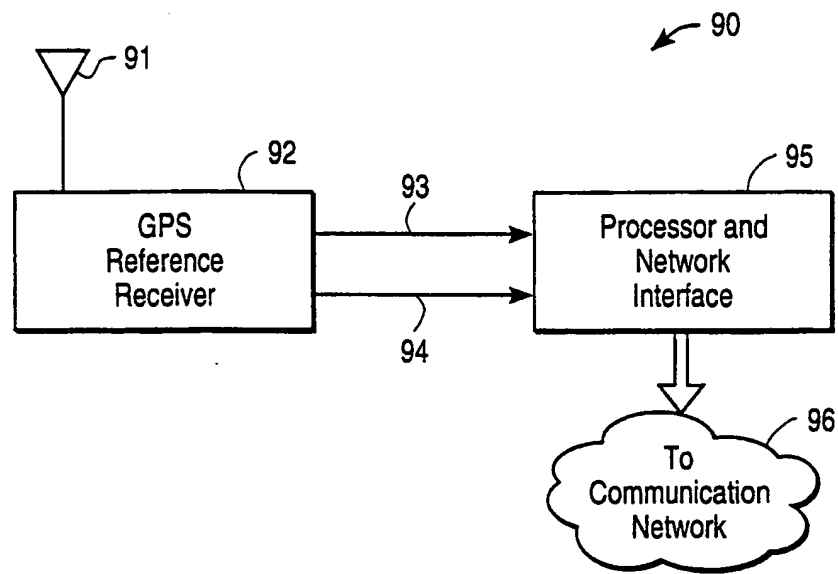 90
91
92
GPS
Reference
Receiver
93
94
95
Processor and
Network
Interface
96
To
Communication
Network